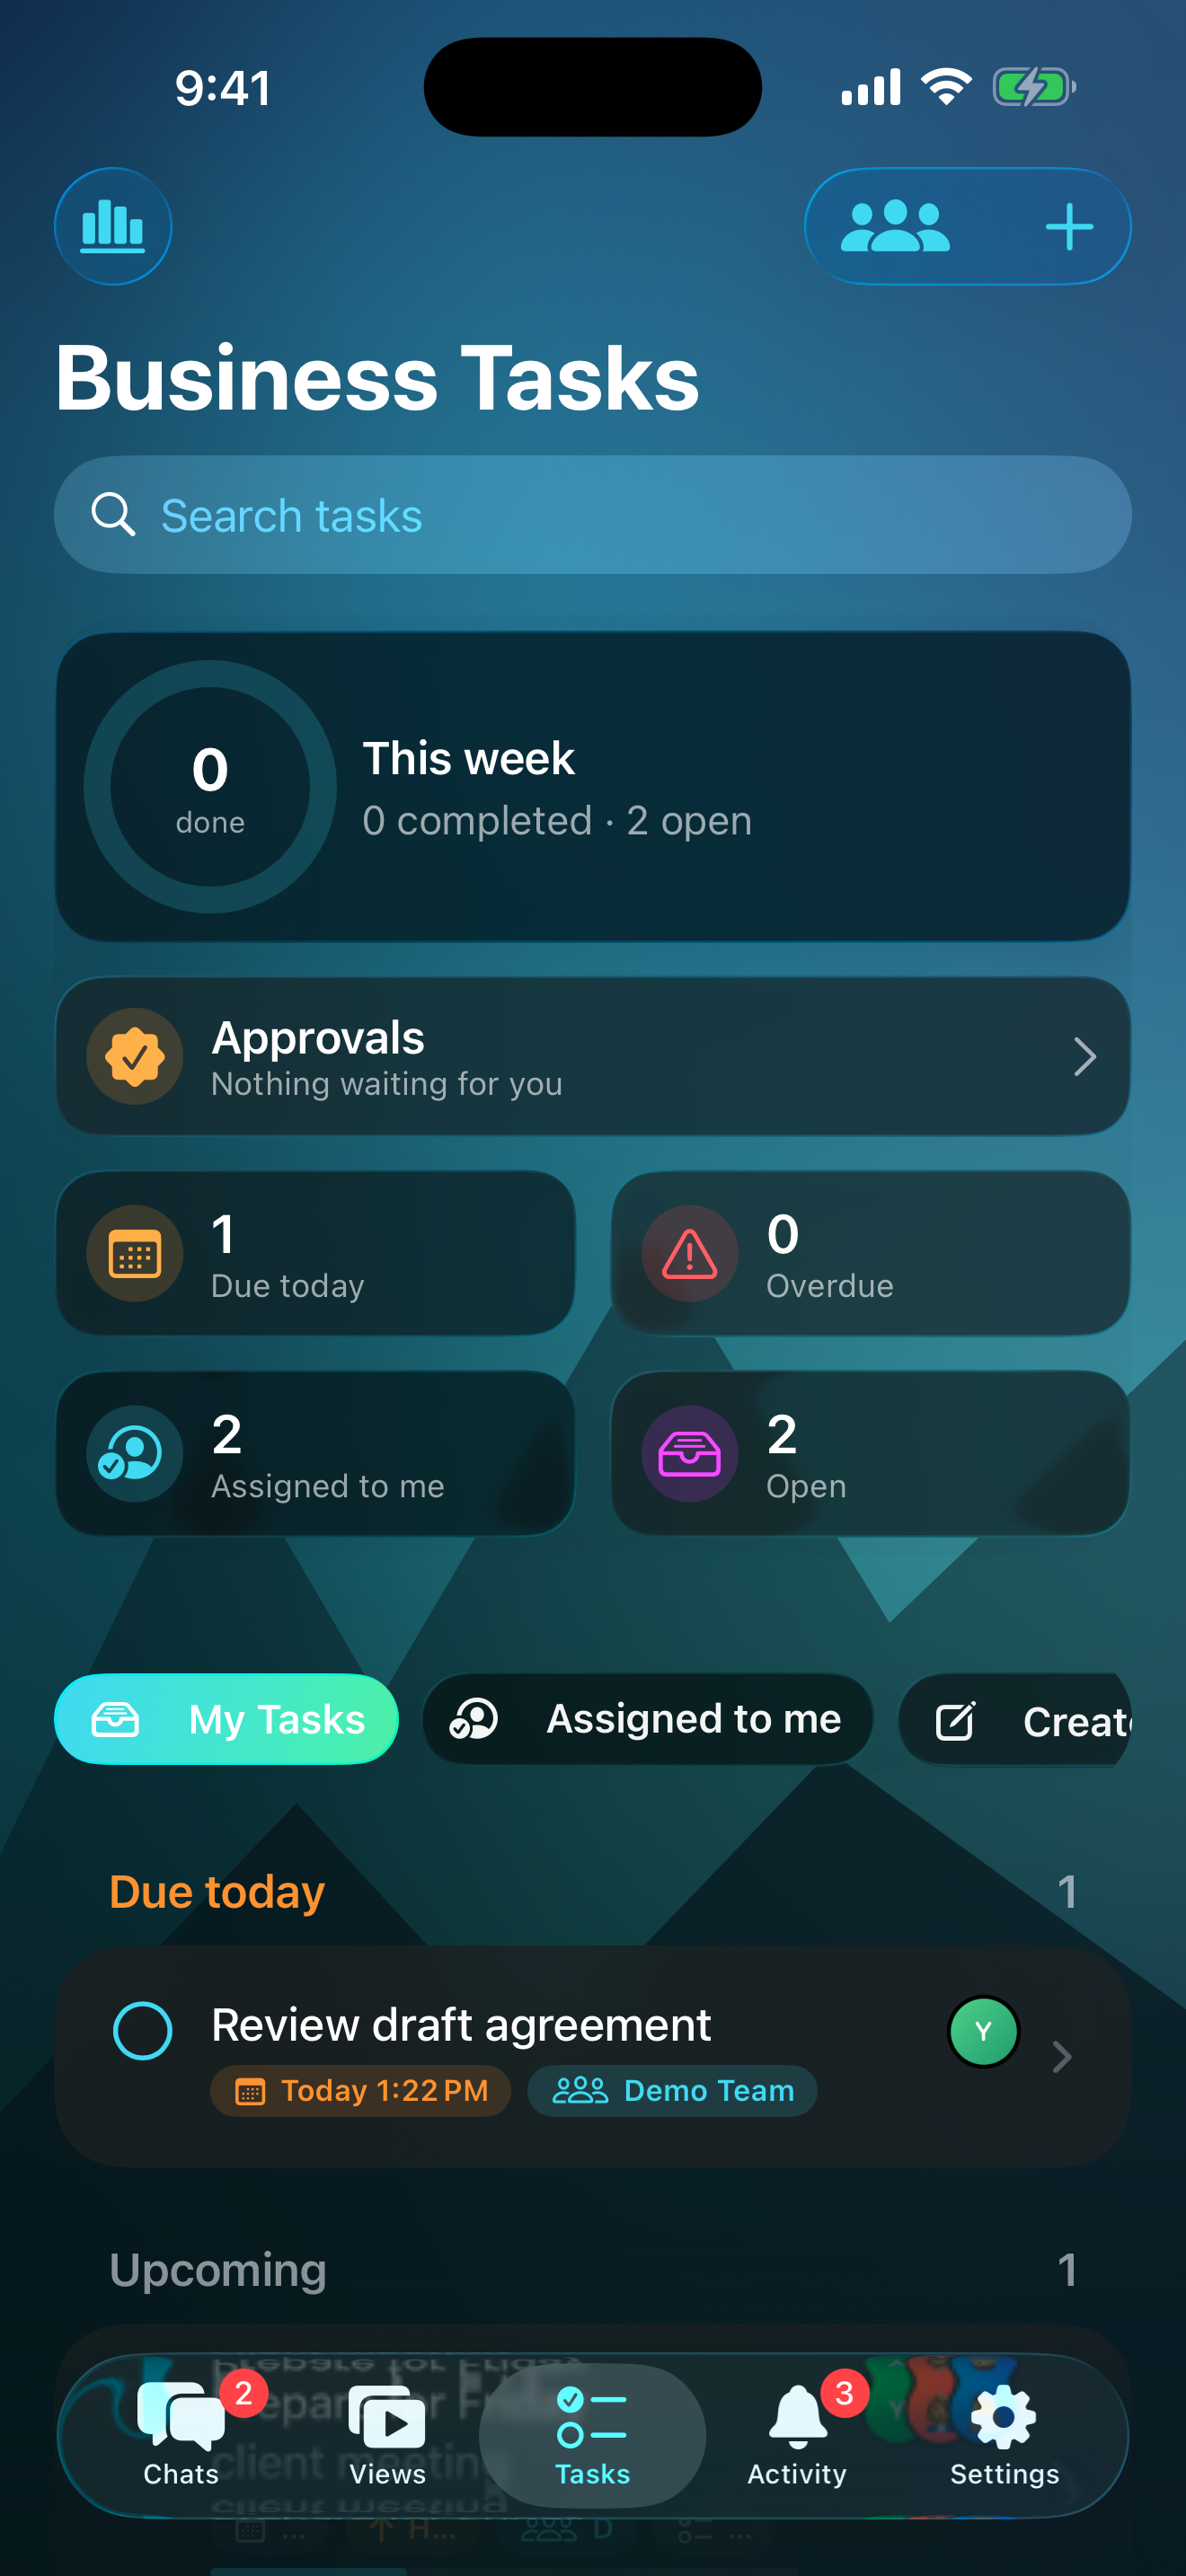 9:41
Business Tasks
Search tasks
0
done
This week
0 completed · 2 open
Approvals
Nothing waiting for you
1
Due today
0
Overdue
2
Assigned to me
2
Open
My Tasks
Assigned to me
Due today
1
Review draft agreement
Y
Today 1:22 PM
Demo Team
Upcoming
1
client meeting
2
3
Chats
Views
Tasks
Activity
Settings